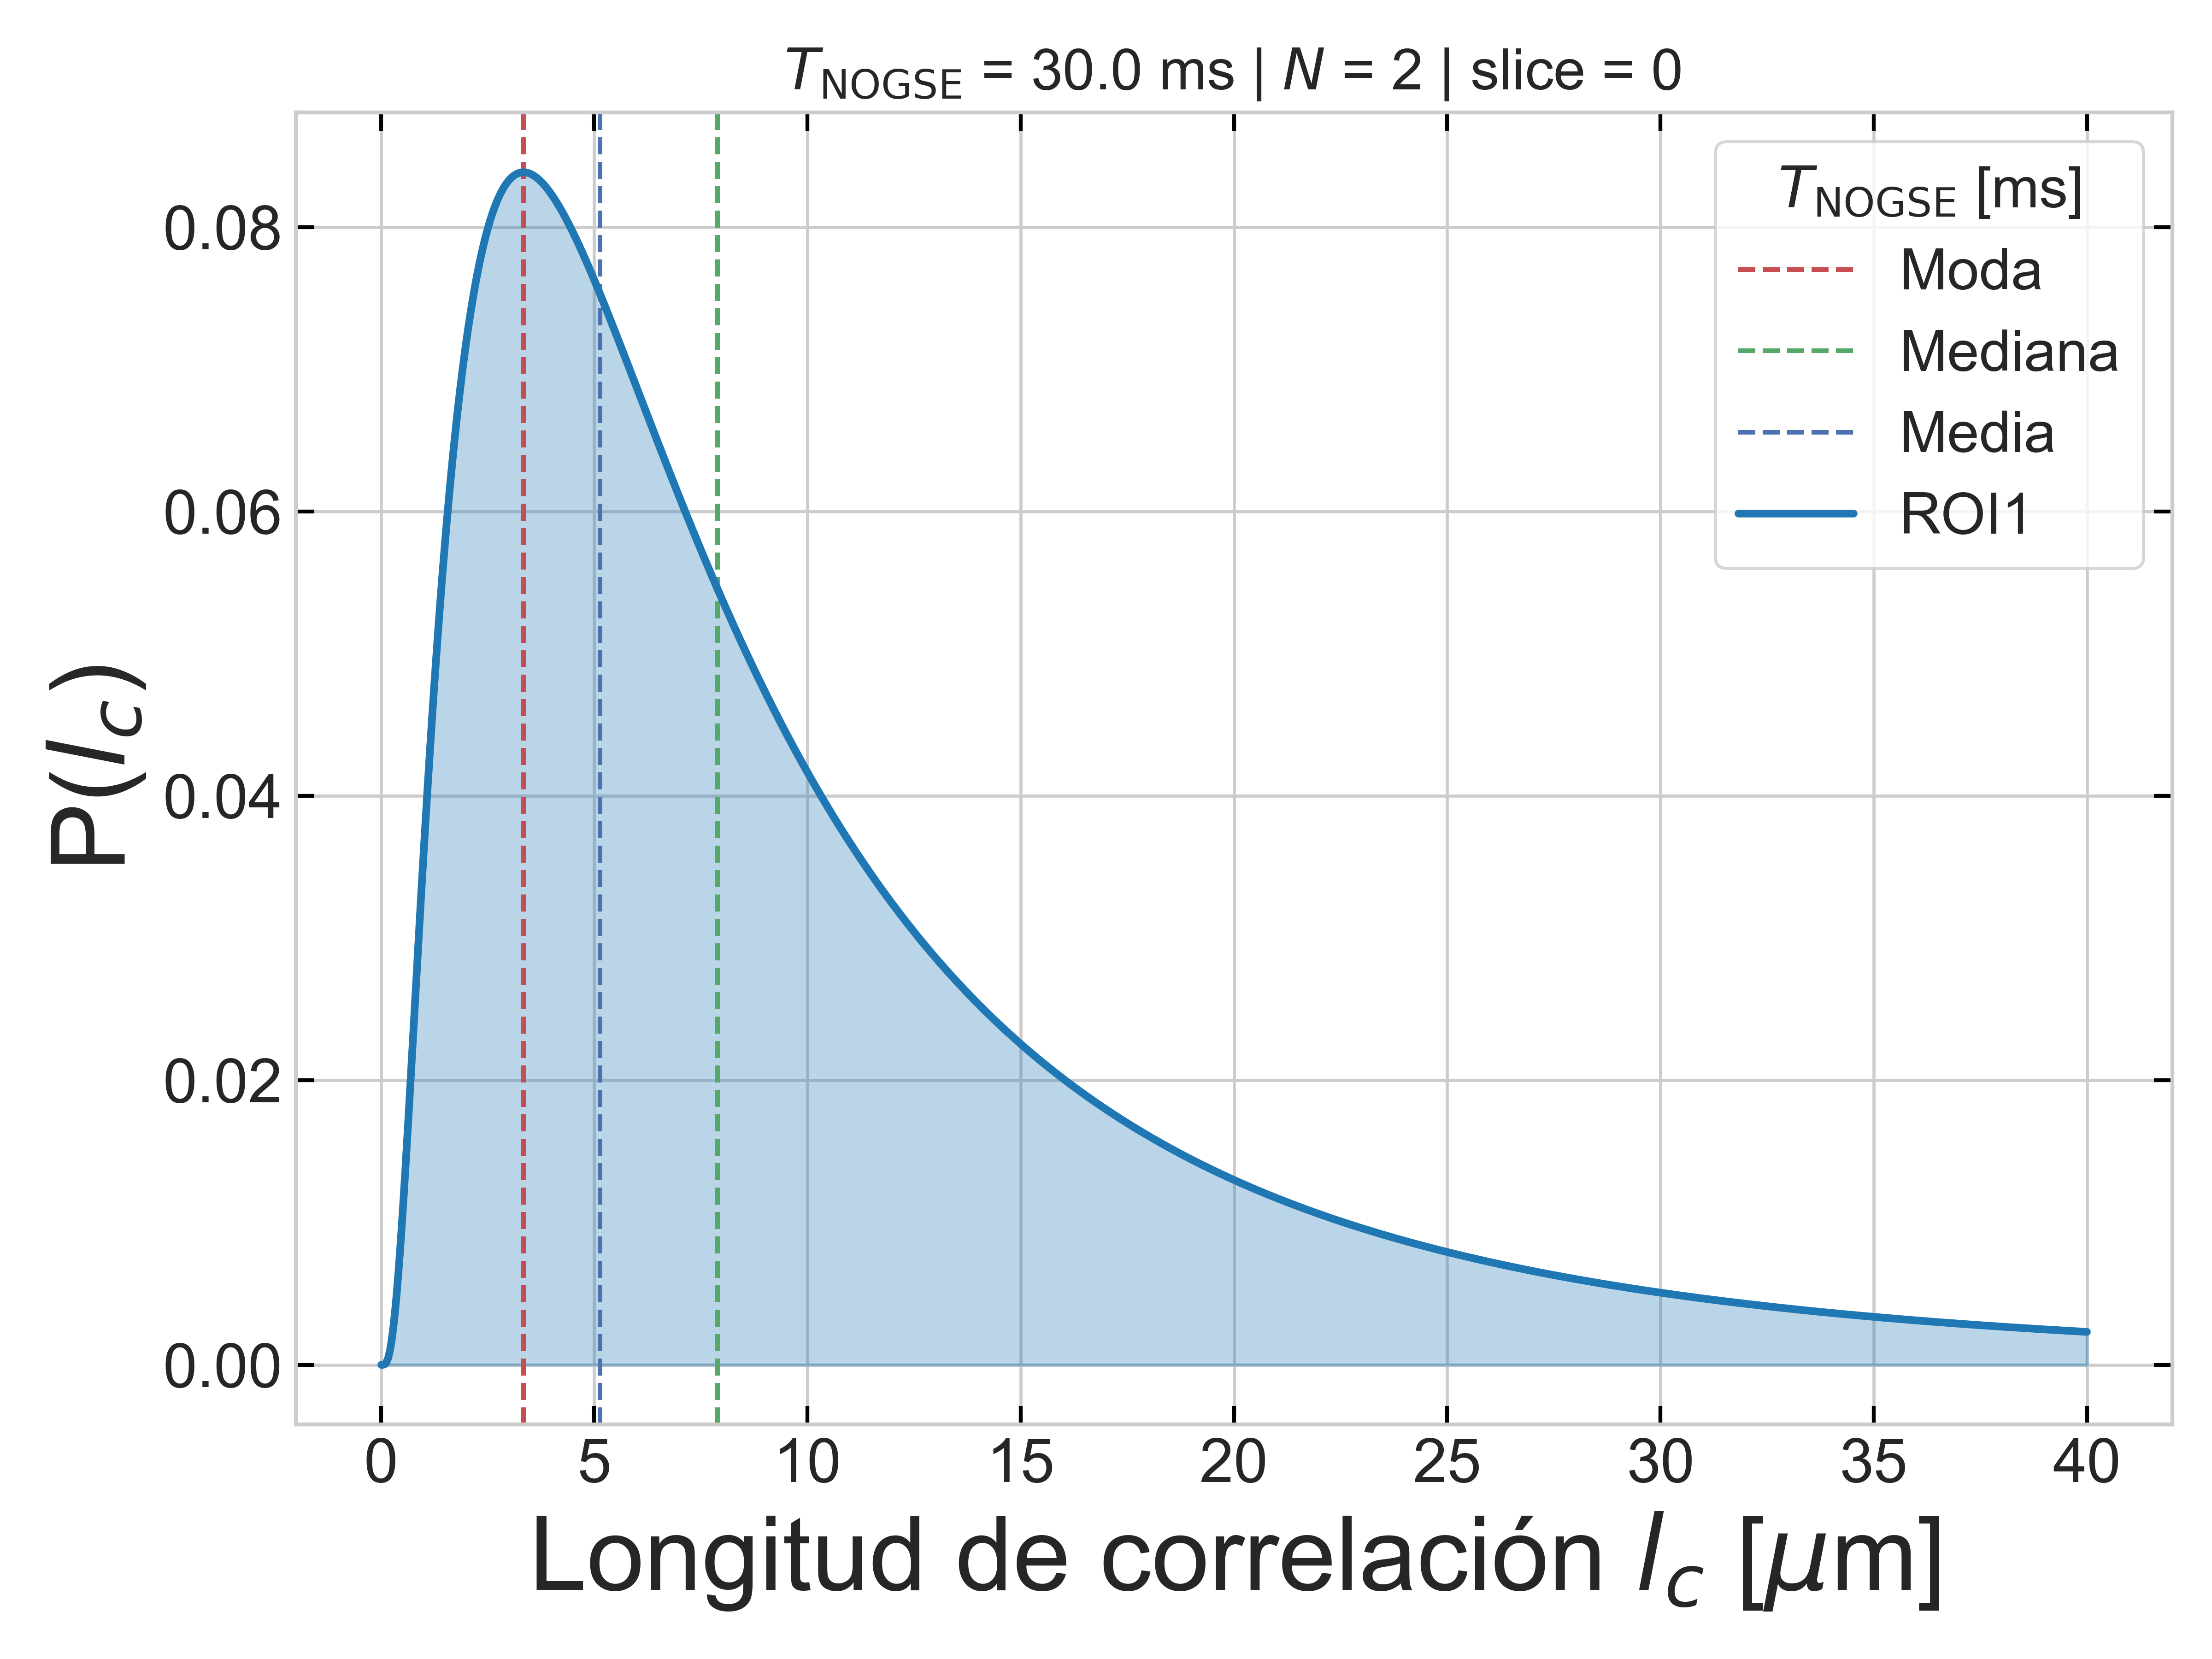 T_NOGSE = 30.0 ms | N = 2 | slice = 0
P(l_c)
0.08
0.06
0.04
0.02
0.00
0 5 10 15 20 25 30 35 40
Longitud de correlación l_c [μm]
T_NOGSE [ms]
Moda
Mediana
Media
ROI1